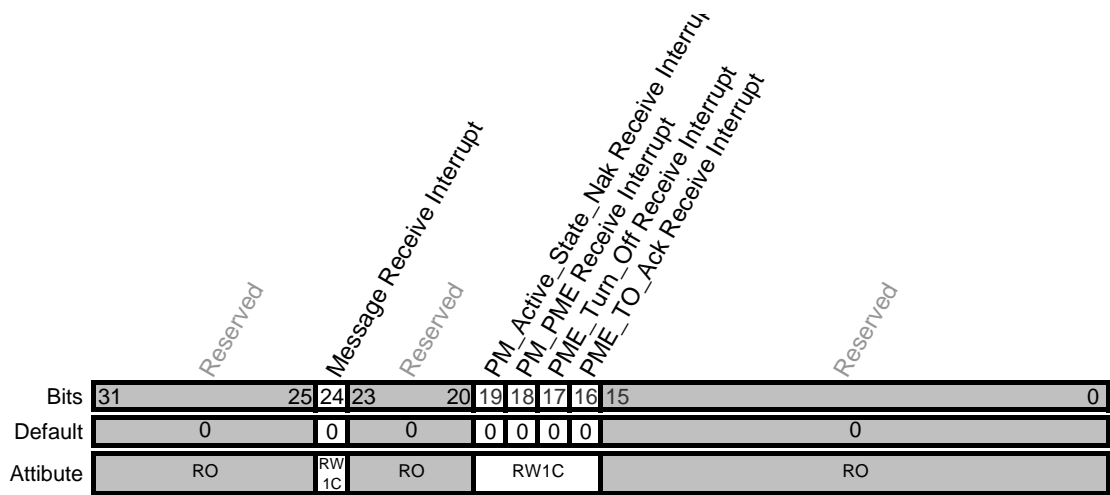 Reserved
Message Receive Interrupt
Reserved
PM_Active_State_Nak Receive Interrupt
PM_PME Receive Interrupt
PME_Turn_Off Receive Interrupt
PME_TO_Ack Receive Interrupt
Reserved
Bits 31 25 24 23 20 19 18 17 16 15 0
Default 0 0 0 0 0 0 0 0
Attibute RO RW1C RO RW1C RO